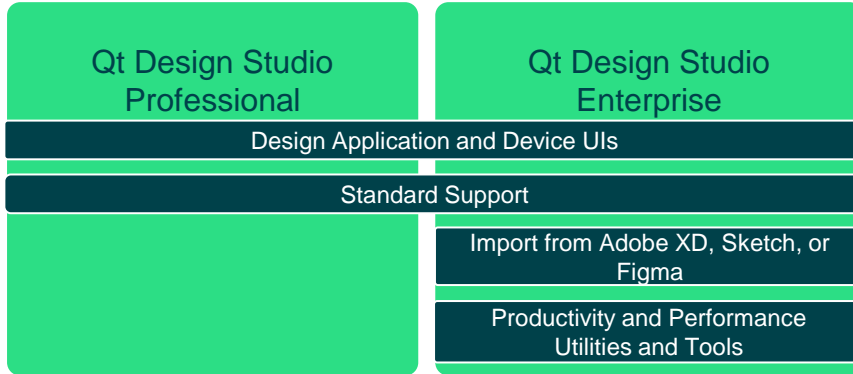 Qt Design Studio
Professional
Qt Design Studio
Enterprise
Design Application and Device UIs
Standard Support
Import from Adobe XD, Sketch, or
Figma
Productivity and Performance
Utilities and Tools